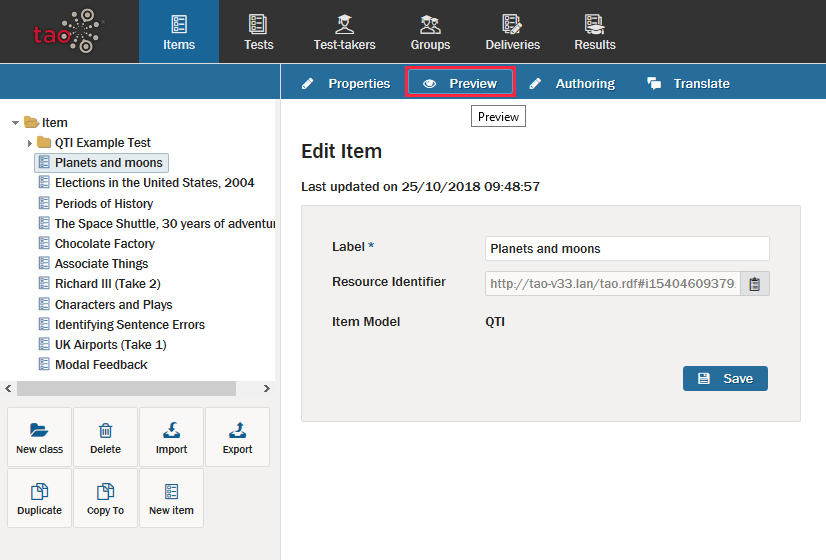 tao
Items
Tests
Test-takers
Groups
Deliveries
Results
Properties
Preview
Authoring
Translate
Preview
Item
QTI Example Test
Planets and moons
Elections in the United States, 2004
Periods of History
The Space Shuttle, 30 years of adventur
Chocolate Factory
Associate Things
Richard III (Take 2)
Characters and Plays
Identifying Sentence Errors
UK Airports (Take 1)
Modal Feedback
New class
Delete
Import
Export
Duplicate
Copy To
New item
Edit Item
Last updated on 25/10/2018 09:48:57
Label * Planets and moons
Resource Identifier http://tao-v33.lan/tao.rdf#i15404609379
Item Model QTI
Save